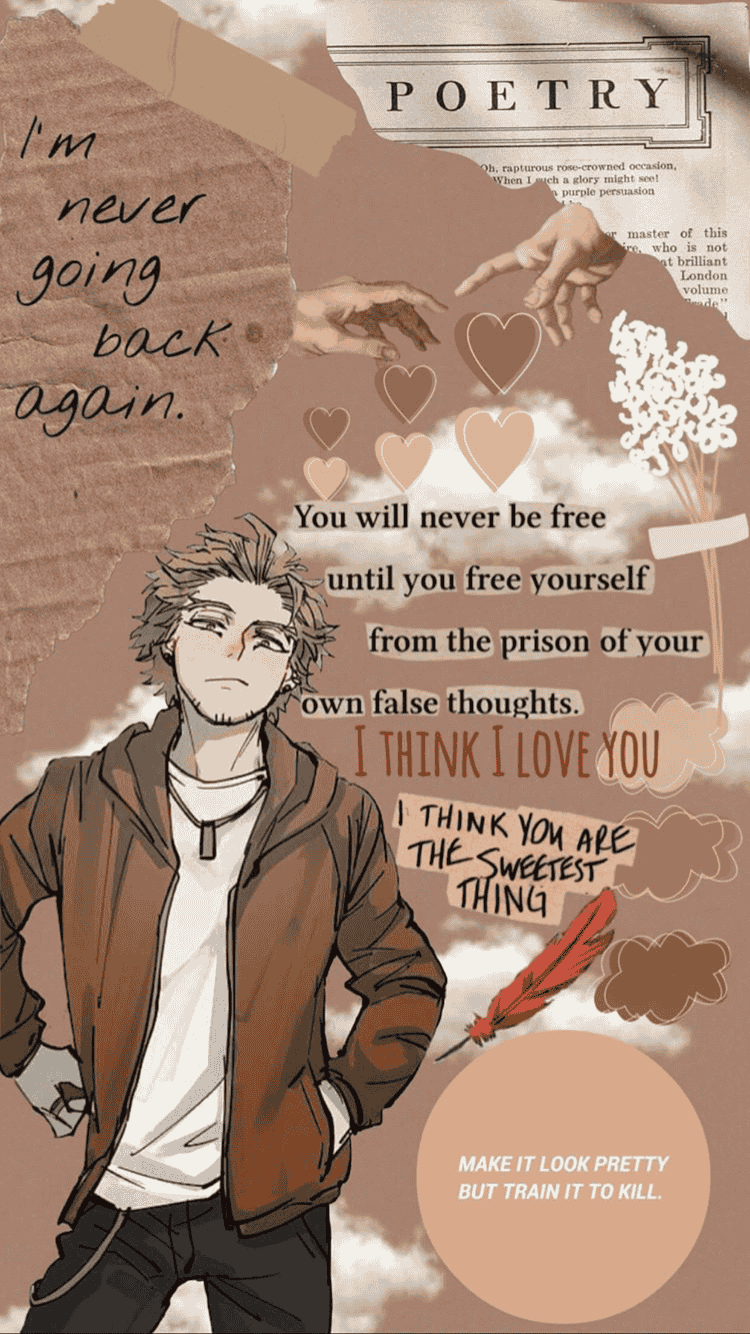 POETRY
Oh, rapturous rose-crowned occasion,
When I such a glory might see!
purple persuasion
master of this
who is not
brilliant
London
volume
I'm
never
going
back
again.
You will never be free
until you free yourself
from the prison of your
own false thoughts.
I THINK I LOVE YOU
I THINK YOU ARE
THE SWEETEST
THING
MAKE IT LOOK PRETTY
BUT TRAIN IT TO KILL.